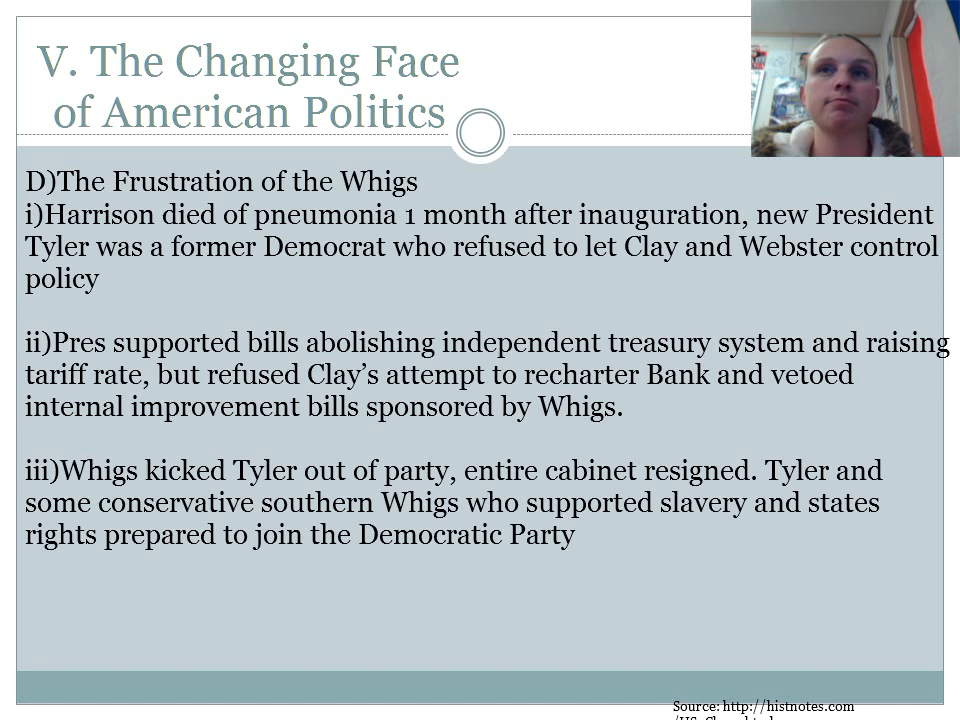 V. The Changing Face
of American Politics
D)The Frustration of the Whigs
i)Harrison died of pneumonia 1 month after inauguration, new President
Tyler was a former Democrat who refused to let Clay and Webster control
policy
ii)Pres supported bills abolishing independent treasury system and raising
tariff rate, but refused Clay’s attempt to recharter Bank and vetoed
internal improvement bills sponsored by Whigs.
iii)Whigs kicked Tyler out of party, entire cabinet resigned. Tyler and
some conservative southern Whigs who supported slavery and states
rights prepared to join the Democratic Party
Source: http://histnotes.com